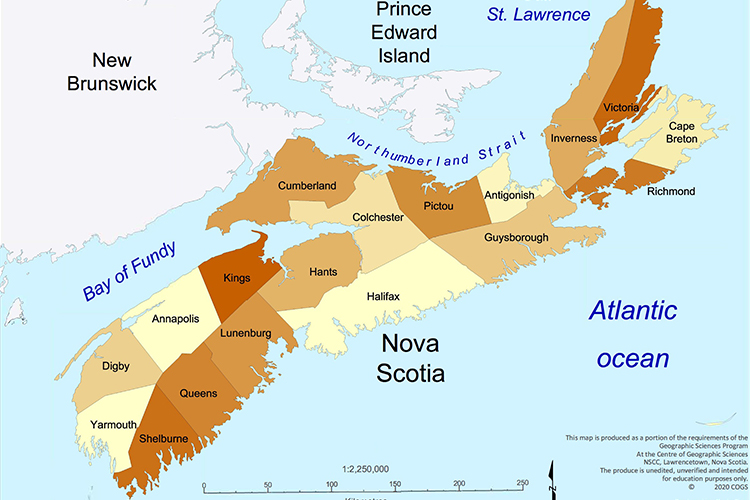 Prince
Edward
Island
St. Lawrence
New
Brunswick
Victoria
Cape
Breton
Inverness
Northumberland Strait
Cumberland
Richmond
Antigonish
Pictou
Colchester
Guysborough
Bay of Fundy
Kings
Hants
Halifax
Annapolis
Lunenburg
Atlantic
ocean
Nova
Scotia
Digby
Queens
Yarmouth
Shelburne
This map is produced as a portion of the requirements of the
Geographic Sciences Program
At the Centre of Geographic Sciences
NSCC, Lawrencetown, Nova Scotia.
The produce is unedited, unverified and intended
for education purposes only.
© 2020 COGS
1:2,250,000
0 50 100 150 200 250